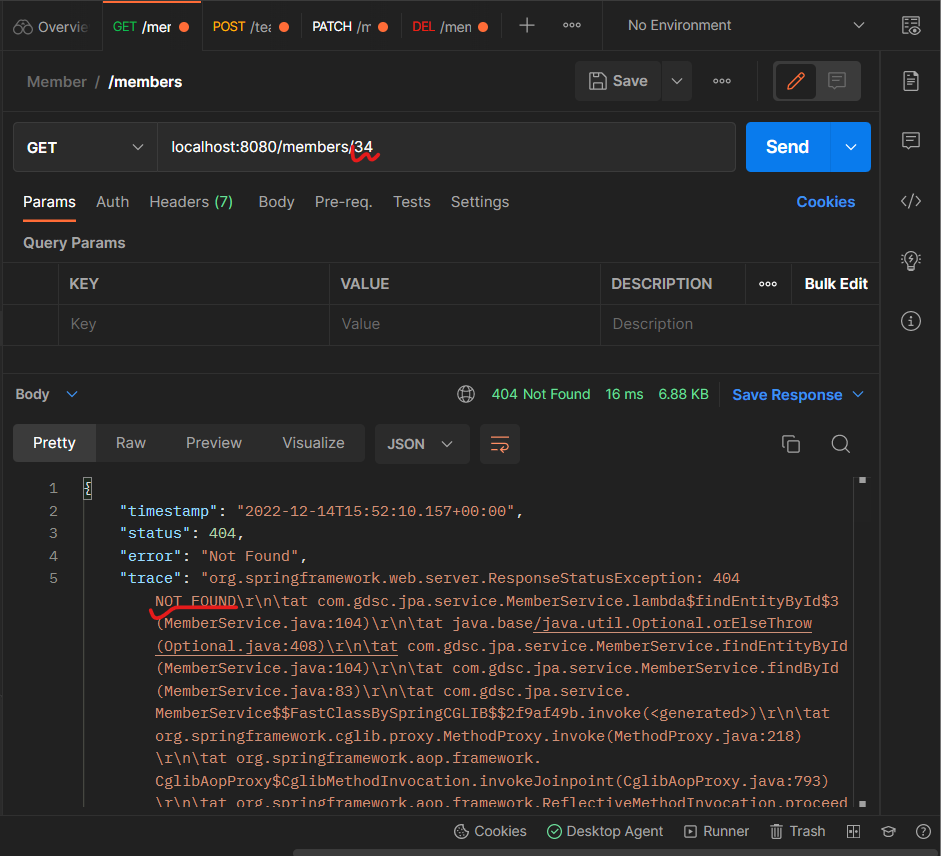 Overvie GET /mer POST /tea PATCH /m DEL /men No Environment
Member / /members Save
GET localhost:8080/members/34 Send
Params Auth Headers (7) Body Pre-req. Tests Settings Cookies
Query Params
KEY VALUE DESCRIPTION Bulk Edit
Key Value Description
Body 404 Not Found 16 ms 6.88 KB Save Response
Pretty Raw Preview Visualize JSON
1 {
2 "timestamp": "2022-12-14T15:52:10.157+00:00",
3 "status": 404,
4 "error": "Not Found",
5 "trace": "org.springframework.web.server.ResponseStatusException: 404
NOT_FOUND\r\n\tat com.gdsc.jpa.service.MemberService.lambda$findEntityById$3
(MemberService.java:104)\r\n\tat java.base/java.util.Optional.orElseThrow
(Optional.java:408)\r\n\tat com.gdsc.jpa.service.MemberService.findEntityById
(MemberService.java:104)\r\n\tat com.gdsc.jpa.service.MemberService.findById
(MemberService.java:83)\r\n\tat com.gdsc.jpa.service.
MemberService$$FastClassBySpringCGLIB$$2f9af49b.invoke(<generated>)\r\n\tat
org.springframework.cglib.proxy.MethodProxy.invoke(MethodProxy.java:218)
\r\n\tat org.springframework.aop.framework.
CglibAopProxy$CglibMethodInvocation.invokeJoinpoint(CglibAopProxy.java:793)
\r\n\tat org.springframework.aop.framework.ReflectiveMethodInvocation.proceed
Cookies Desktop Agent Runner Trash